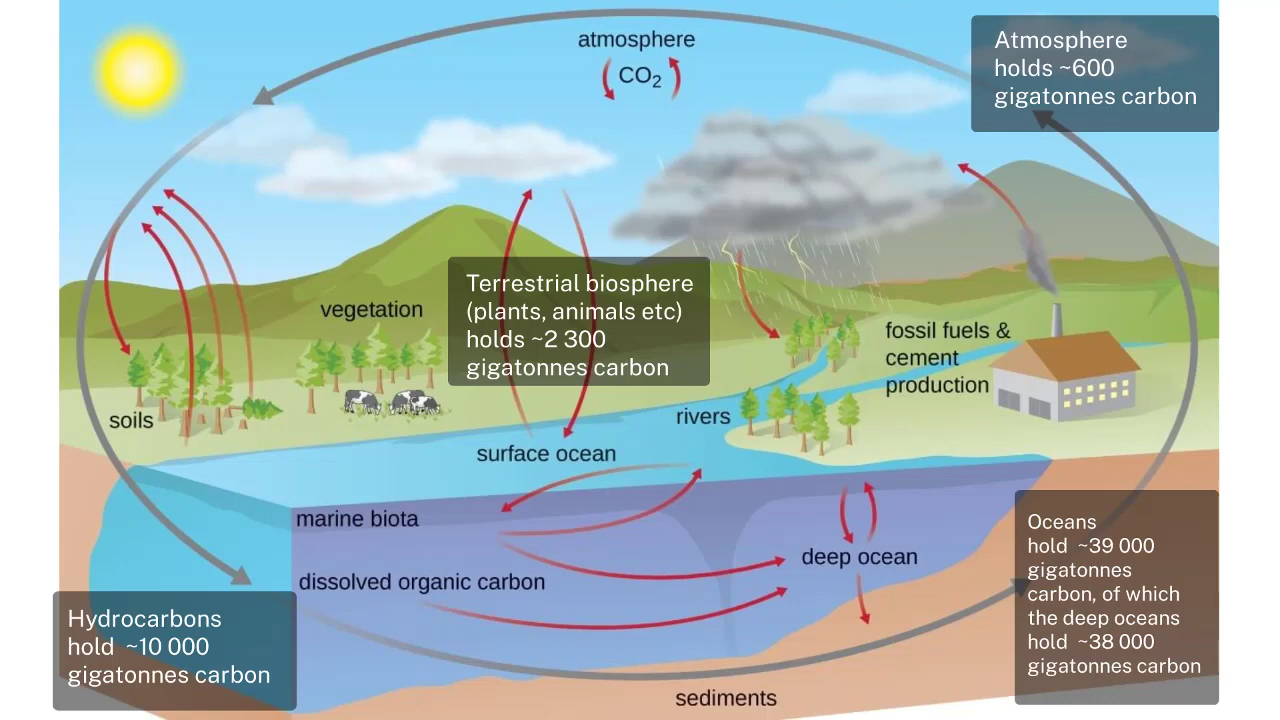 atmosphere
CO₂
Atmosphere
holds ~600
gigatonnes carbon
vegetation
Terrestrial biosphere
(plants, animals etc)
holds ~2 300
gigatonnes carbon
fossil fuels &
cement
production
soils
rivers
surface ocean
marine biota
deep ocean
dissolved organic carbon
Oceans
hold ~39 000
gigatonnes
carbon, of which
the deep oceans
hold ~38 000
gigatonnes carbon
Hydrocarbons
hold ~10 000
gigatonnes carbon
sediments